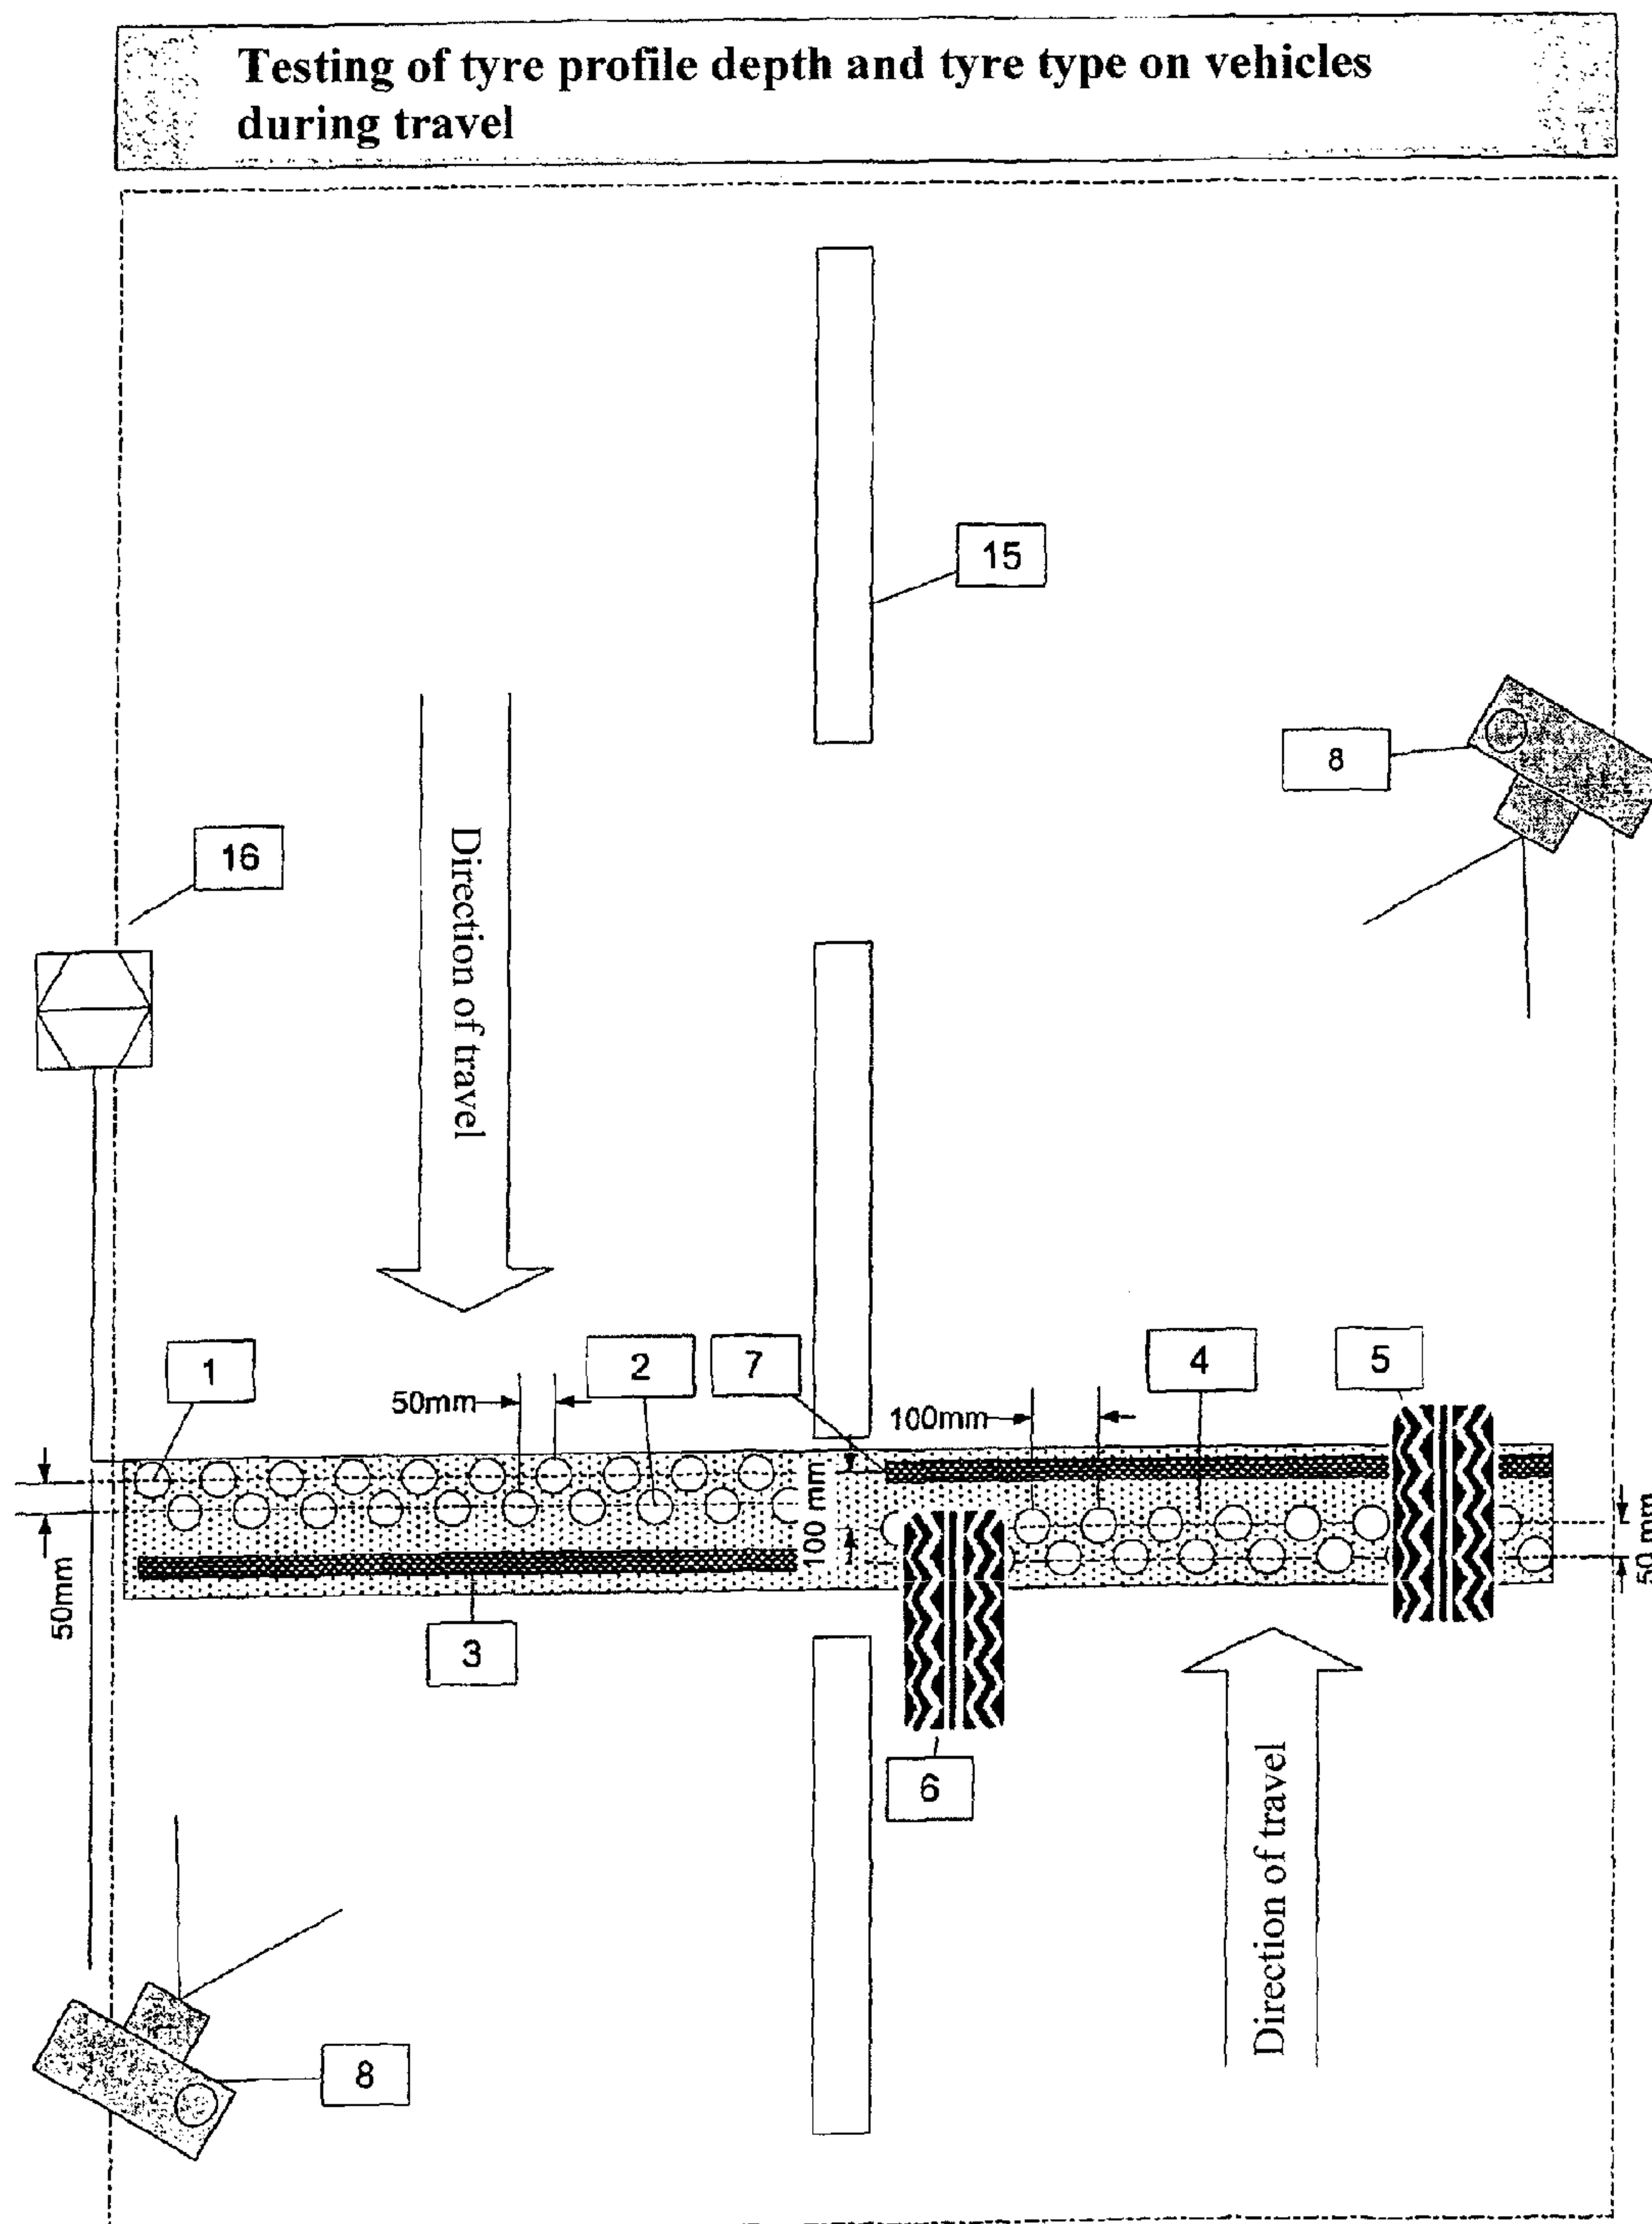 Testing of tyre profile depth and tyre type on vehicles
during travel
15
8
16
Direction of travel
1
2
7
4
5
50mm
100mm
100 mm
50mm
50 mm
3
6
Direction of travel
8